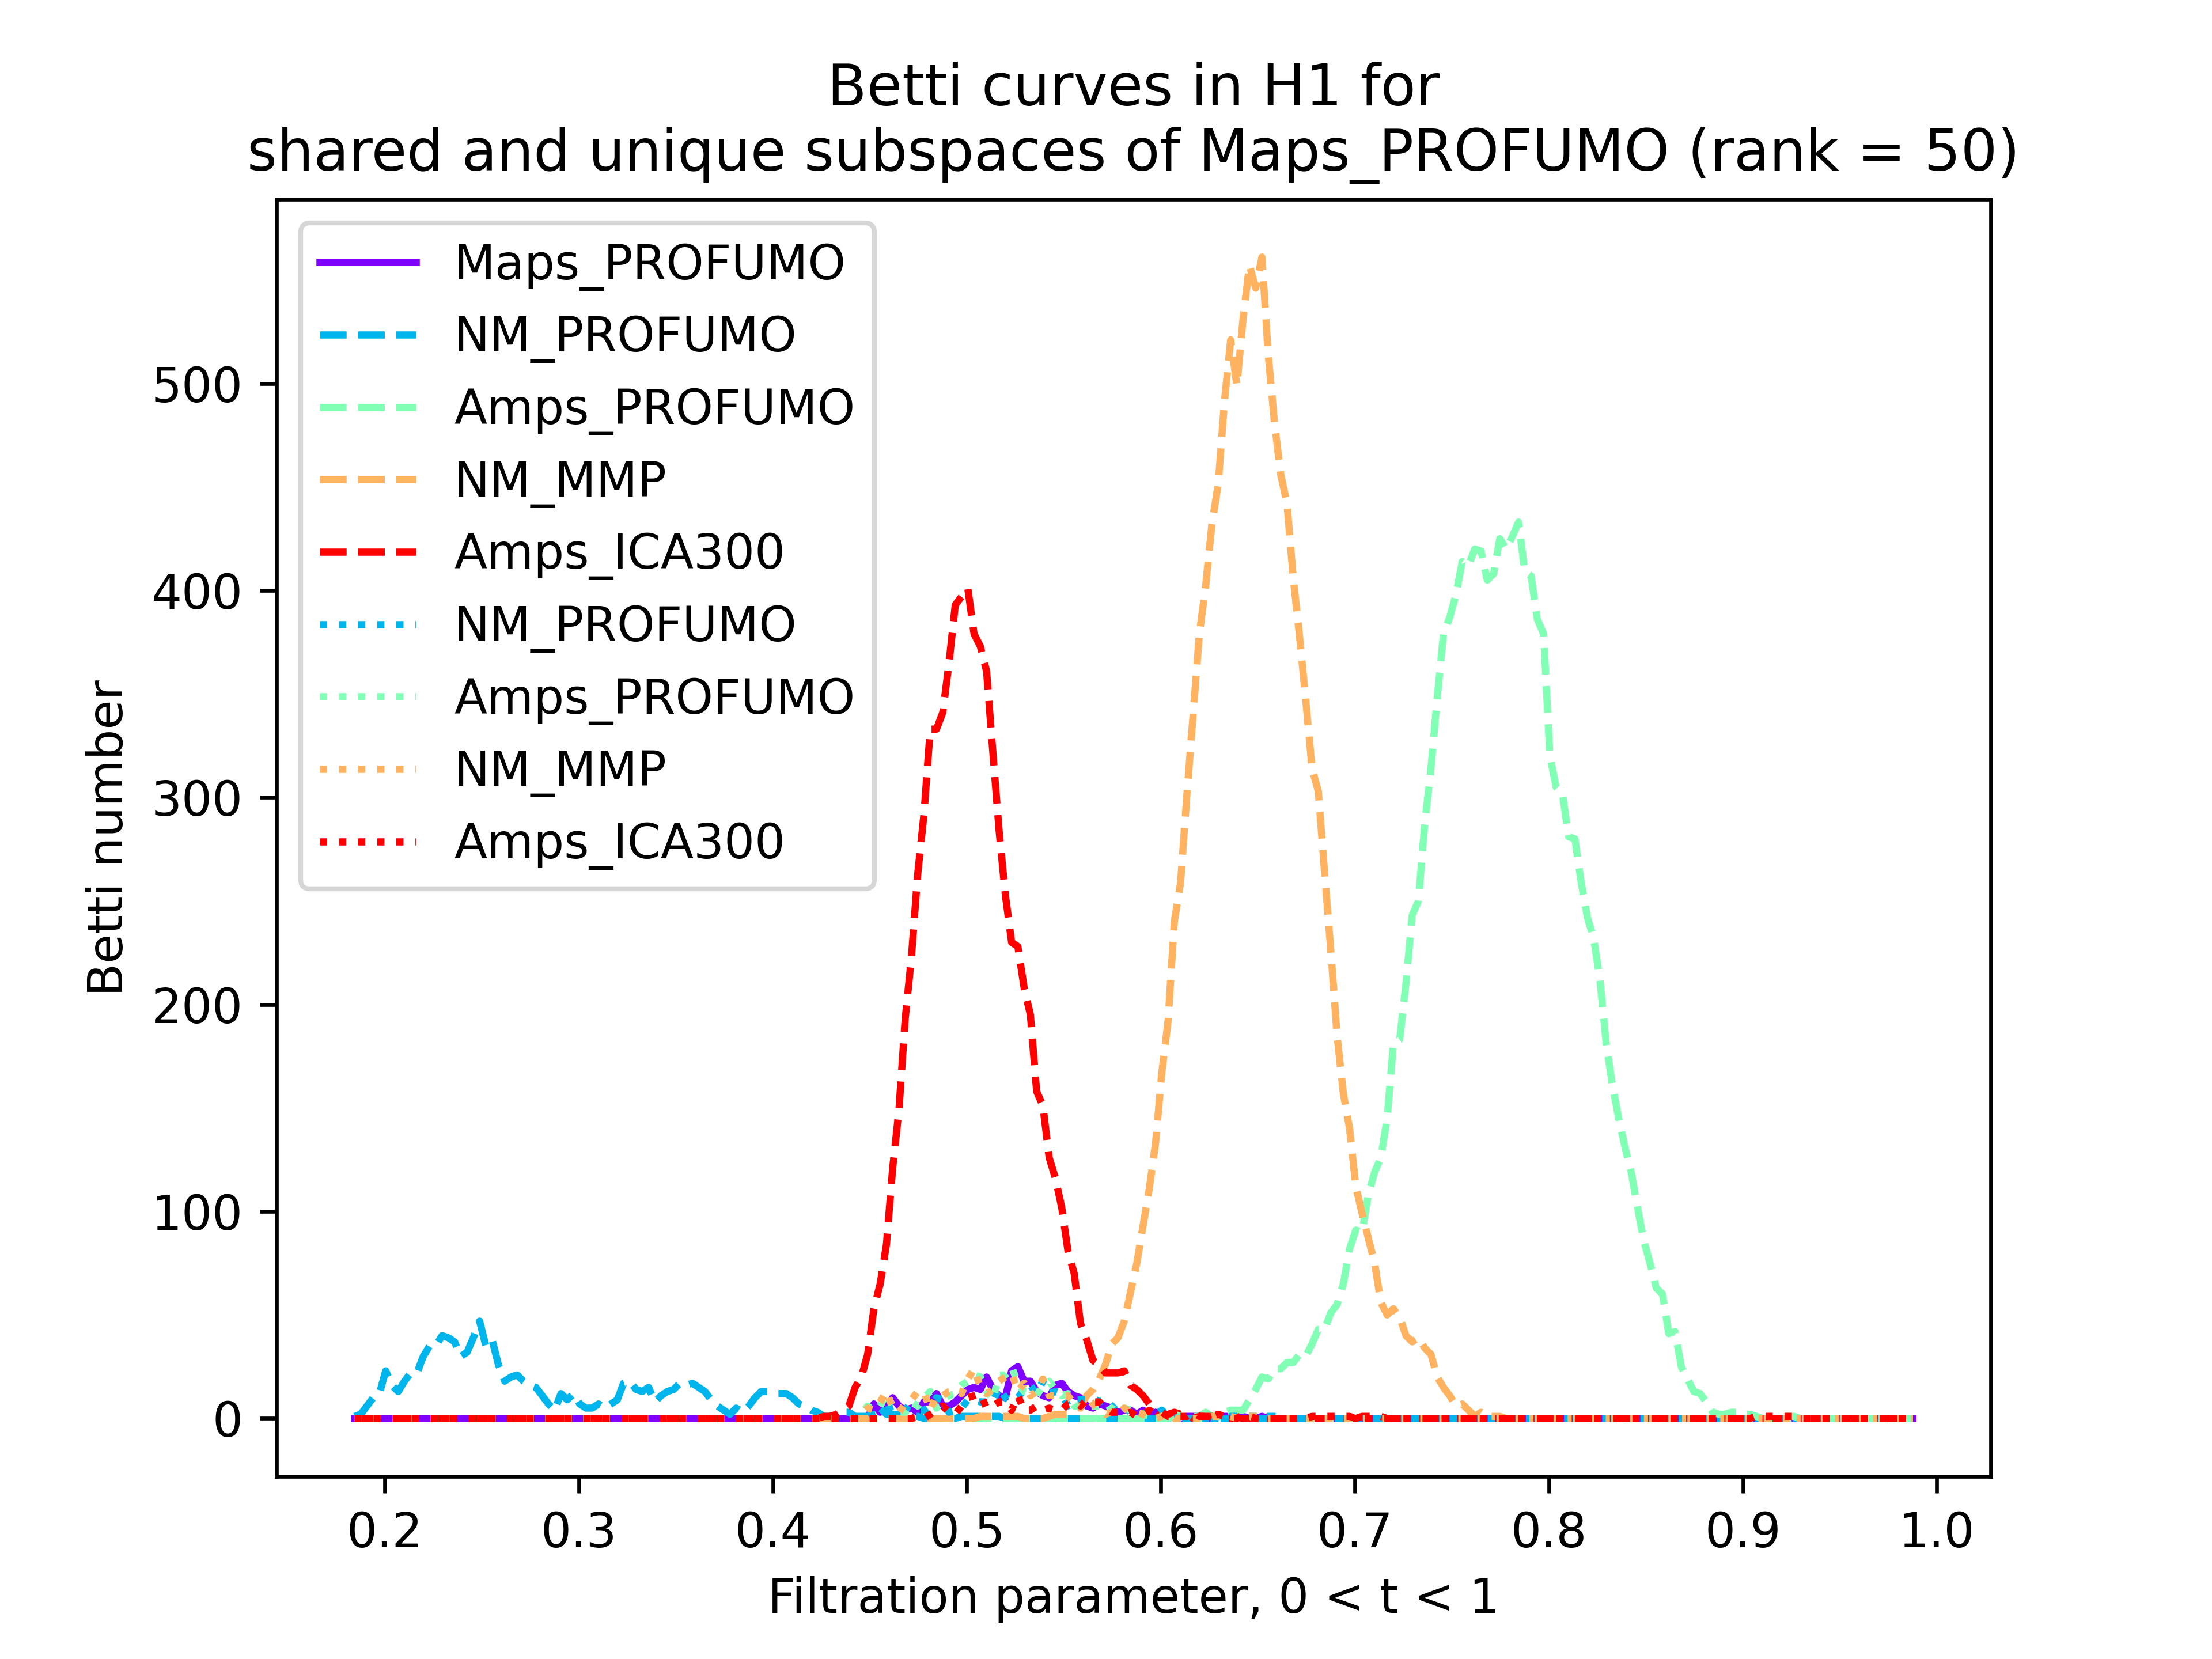 Betti curves in H1 for
shared and unique subspaces of Maps_PROFUMO (rank = 50)
Maps_PROFUMO
NM_PROFUMO
Amps_PROFUMO
NM_MMP
Amps_ICA300
NM_PROFUMO
Amps_PROFUMO
NM_MMP
Amps_ICA300
Betti number
500
400
300
200
100
0
0.2 0.3 0.4 0.5 0.6 0.7 0.8 0.9 1.0
Filtration parameter, 0 < t < 1